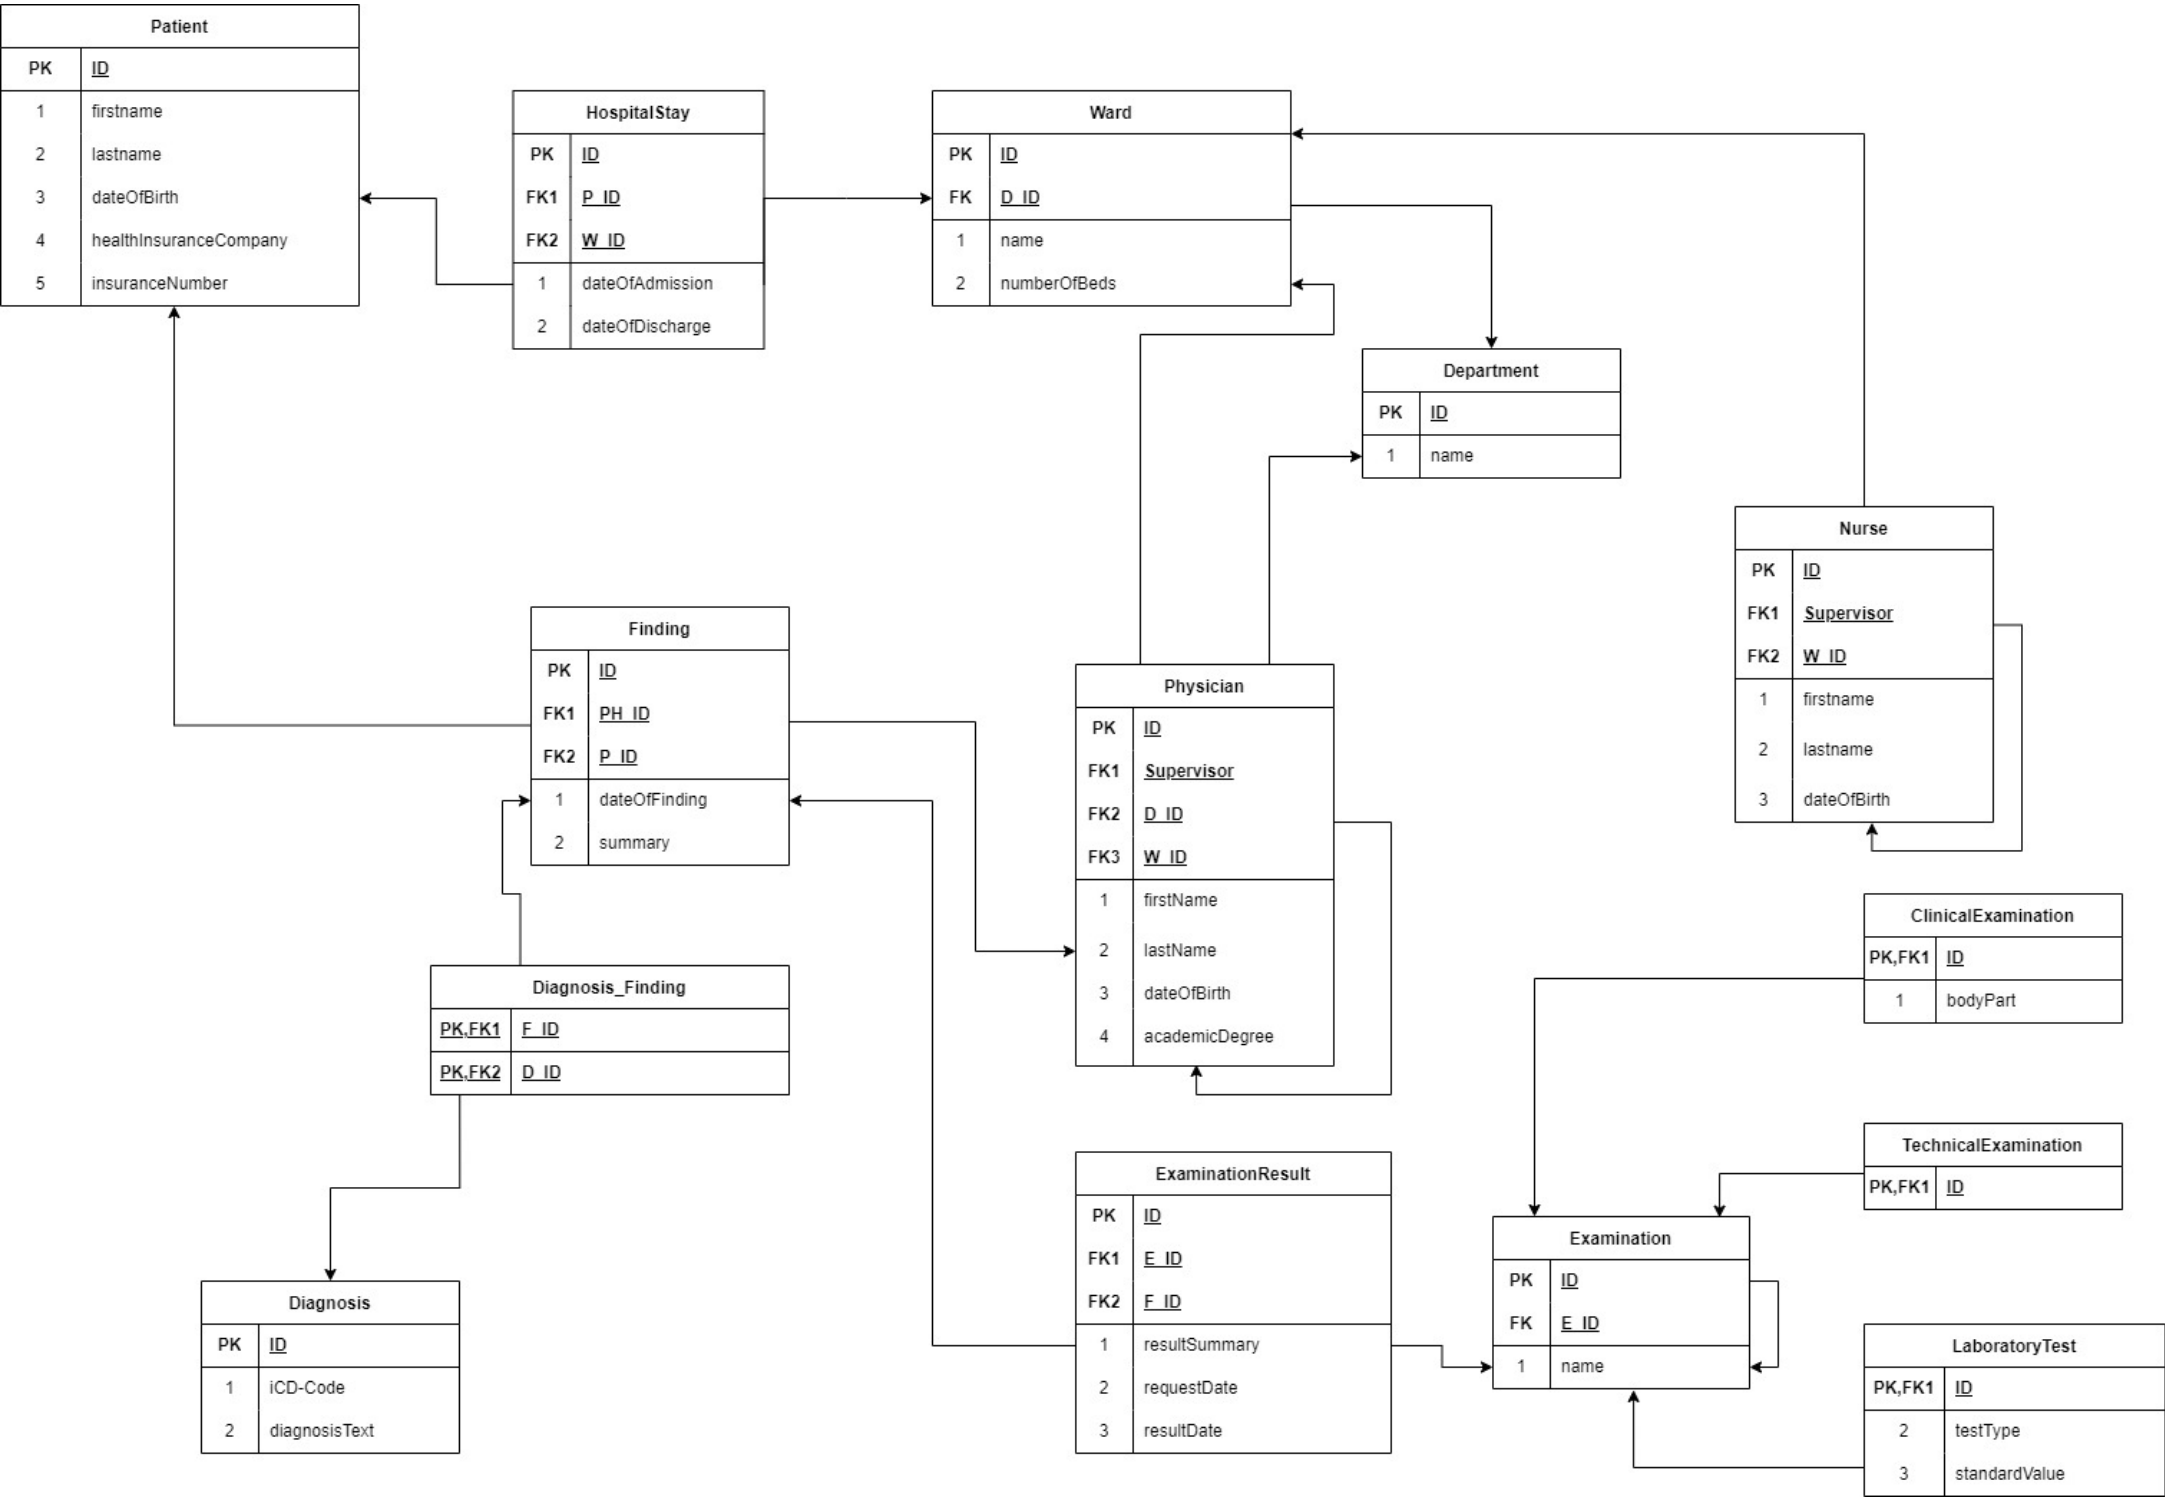 Patient
PK ID
1 firstname
2 lastname
3 dateOfBirth
4 healthInsuranceCompany
5 insuranceNumber
HospitalStay
PK ID
FK1 P_ID
FK2 W_ID
1 dateOfAdmission
2 dateOfDischarge
Ward
PK ID
FK D_ID
1 name
2 numberOfBeds
Department
PK ID
1 name
Nurse
PK ID
FK1 Supervisor
FK2 W_ID
1 firstname
2 lastname
3 dateOfBirth
Finding
PK ID
FK1 PH_ID
FK2 P_ID
1 dateOfFinding
2 summary
Physician
PK ID
FK1 Supervisor
FK2 D_ID
FK3 W_ID
1 firstName
2 lastName
3 dateOfBirth
4 academicDegree
ClinicalExamination
PK,FK1 ID
1 bodyPart
Diagnosis_Finding
PK,FK1 F_ID
PK,FK2 D_ID
TechnicalExamination
PK,FK1 ID
ExaminationResult
PK ID
FK1 E_ID
FK2 F_ID
1 resultSummary
2 requestDate
3 resultDate
Examination
PK ID
FK E_ID
1 name
Diagnosis
PK ID
1 iCD-Code
2 diagnosisText
LaboratoryTest
PK,FK1 ID
2 testType
3 standardValue